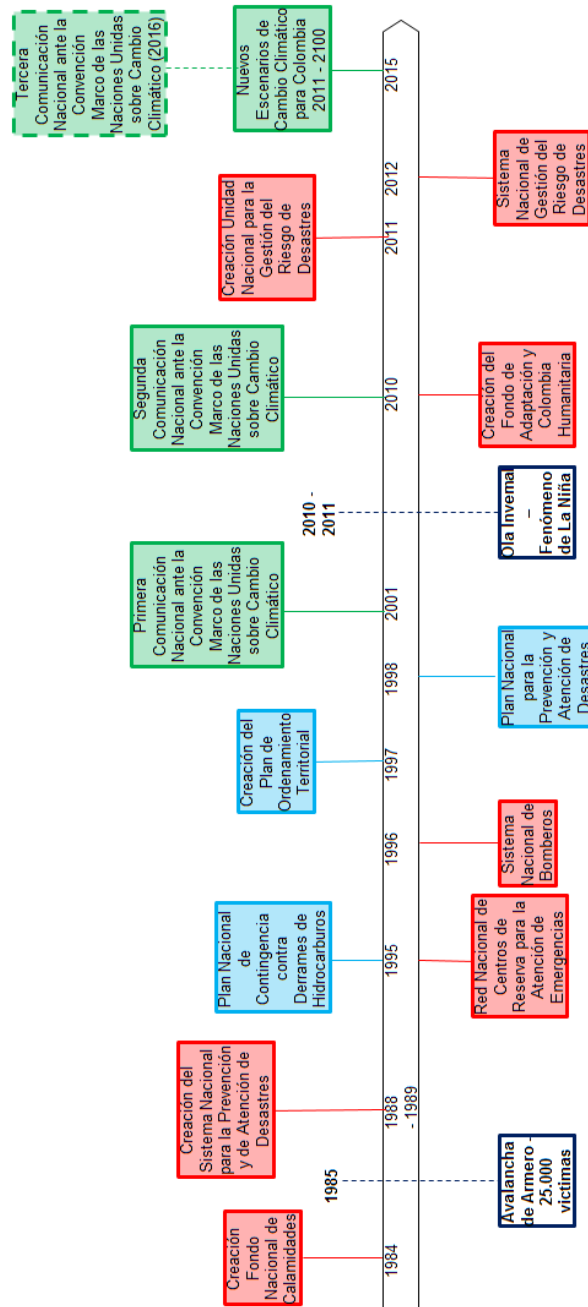 Creación
Fondo
Nacional de
Calamidades
1984
1985
Avalancha
de Armero -
25.000
víctimas
Creación del
Sistema Nacional
para la Prevención
y de Atención de
Desastres
1988
- 1989
Plan Nacional
de
Contingencia
contra
Derrames de
Hidrocarburos
1995
Red Nacional de
Centros de
Reserva para la
Atención de
Emergencias
1996
Sistema
Nacional de
Bomberos
Creación del
Plan de
Ordenamiento
Territorial
1997
1998
Plan Nacional
para la
Prevención y
Atención de
Desastres
Primera
Comunicación
Nacional ante la
Convención
Marco de las
Naciones Unidas
sobre Cambio
Climático
2001
2010 -
2011
Ola Invernal
–
Fenómeno
de La Niña
Segunda
Comunicación
Nacional ante la
Convención
Marco de las
Naciones Unidas
sobre Cambio
Climático
2010
Creación del
Fondo de
Adaptación y
Colombia
Humanitaria
Creación Unidad
Nacional para la
Gestión del
Riesgo de
Desastres
2011
2012
Sistema
Nacional de
Gestión del
Riesgo de
Desastres
Tercera
Comunicación
Nacional ante la
Convención
Marco de las
Naciones Unidas
sobre Cambio
Climático (2016)
Nuevos
Escenarios de
Cambio Climático
para Colombia
2011 - 2100
2015